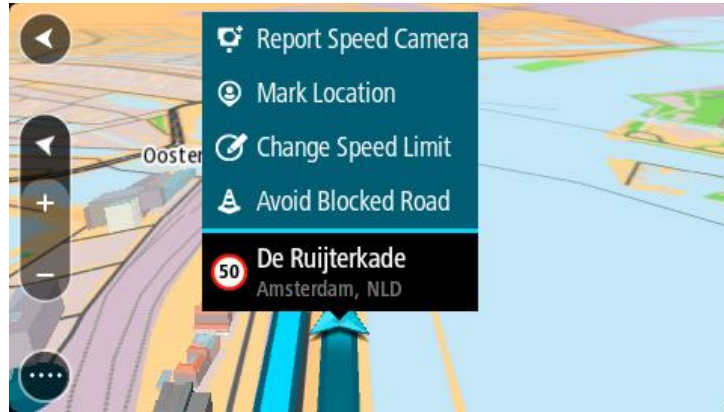 Report Speed Camera
Mark Location
Change Speed Limit
Ooster
Avoid Blocked Road
50
De Ruijterkade
Amsterdam, NLD